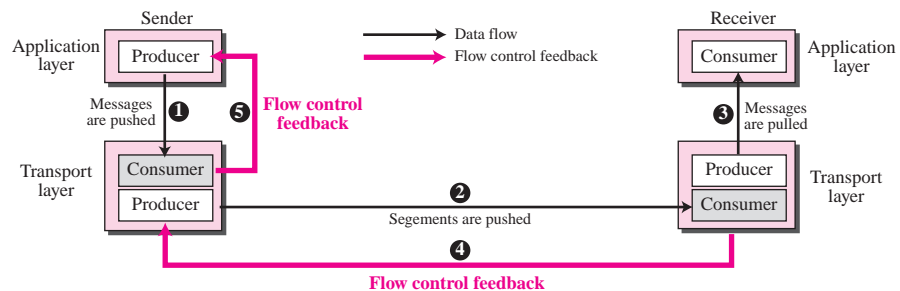 Sender
Receiver
Application
layer
Producer
Data flow
Flow control feedback
Consumer
Application
layer
Messages
are pushed
1
5
Flow control
feedback
3
Messages
are pulled
Transport
layer
Consumer
Producer
2
Segements are pushed
Producer
Consumer
Transport
layer
4
Flow control feedback